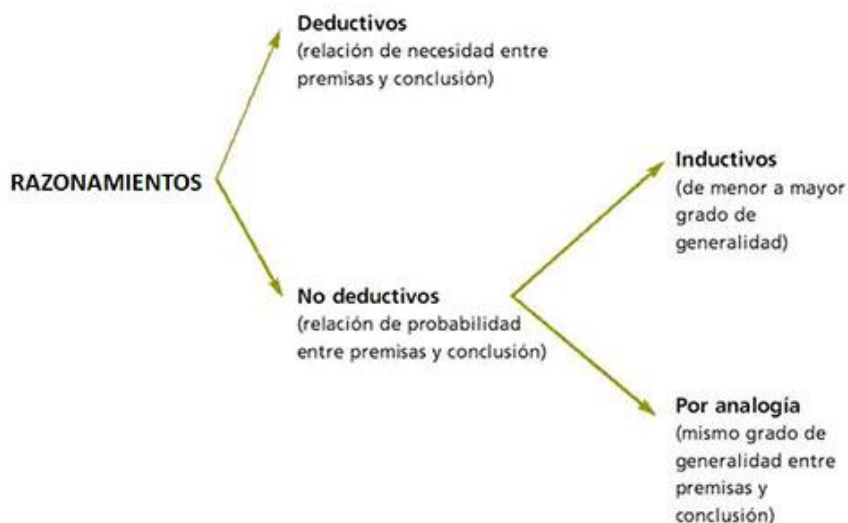 Deductivos
(relación de necesidad entre
premisas y conclusión)
RAZONAMIENTOS
No deductivos
(relación de probabilidad
entre premisas y conclusión)
Inductivos
(de menor a mayor
grado de
generalidad)
Por analogía
(mismo grado de
generalidad entre
premisas y
conclusión)